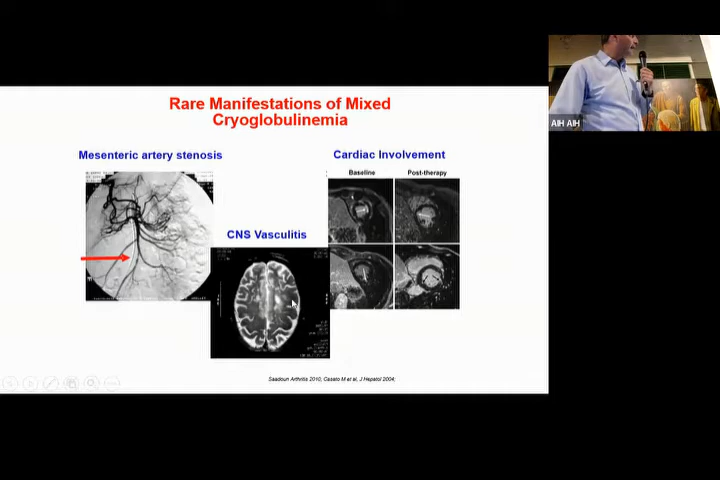 Rare Manifestations of Mixed
Cryoglobulinemia
Mesenteric artery stenosis
Cardiac Involvement
Baseline
Post-therapy
CNS Vasculitis
Saadoun Arthritis 2010, Casato M et al, J Hepatol 2004;
AIH AIH